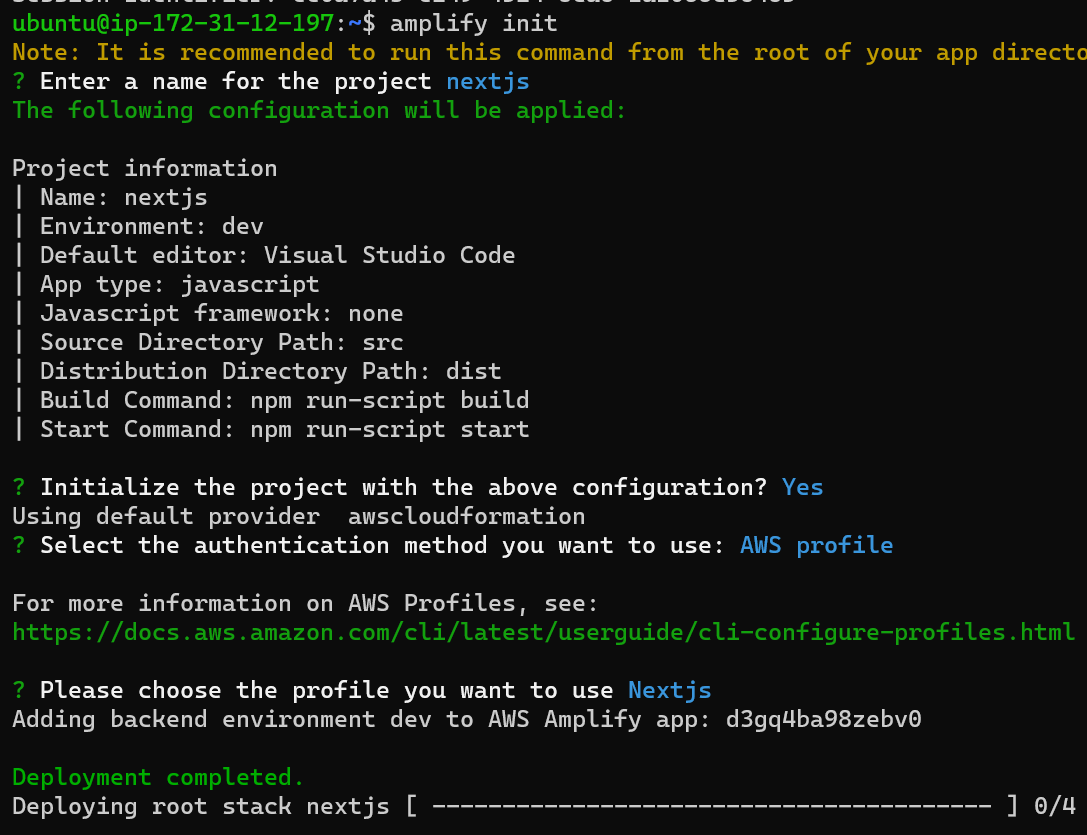 ubuntu@ip-172-31-12-197:~$ amplify init
Note: It is recommended to run this command from the root of your app directo
? Enter a name for the project nextjs
The following configuration will be applied:
Project information
| Name: nextjs
| Environment: dev
| Default editor: Visual Studio Code
| App type: javascript
| Javascript framework: none
| Source Directory Path: src
| Distribution Directory Path: dist
| Build Command: npm run-script build
| Start Command: npm run-script start
? Initialize the project with the above configuration? Yes
Using default provider  awscloudformation
? Select the authentication method you want to use: AWS profile
For more information on AWS Profiles, see:
https://docs.aws.amazon.com/cli/latest/userguide/cli-configure-profiles.html
? Please choose the profile you want to use Nextjs
Adding backend environment dev to AWS Amplify app: d3gq4ba98zebv0
Deployment completed.
Deploying root stack nextjs [ ---------------------------------------- ] 0/4